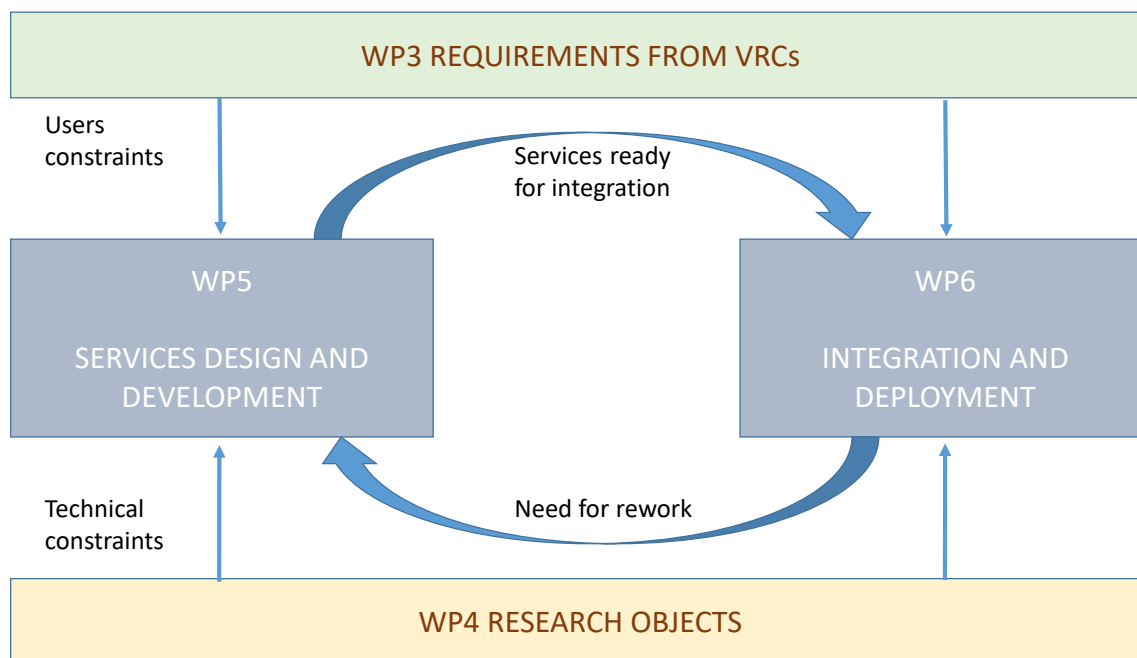 WP3 REQUIREMENTS FROM VRCs
Users
constraints
Services ready
for integration
WP5
SERVICES DESIGN AND
DEVELOPMENT
WP6
INTEGRATION AND
DEPLOYMENT
Technical
constraints
Need for rework
WP4 RESEARCH OBJECTS